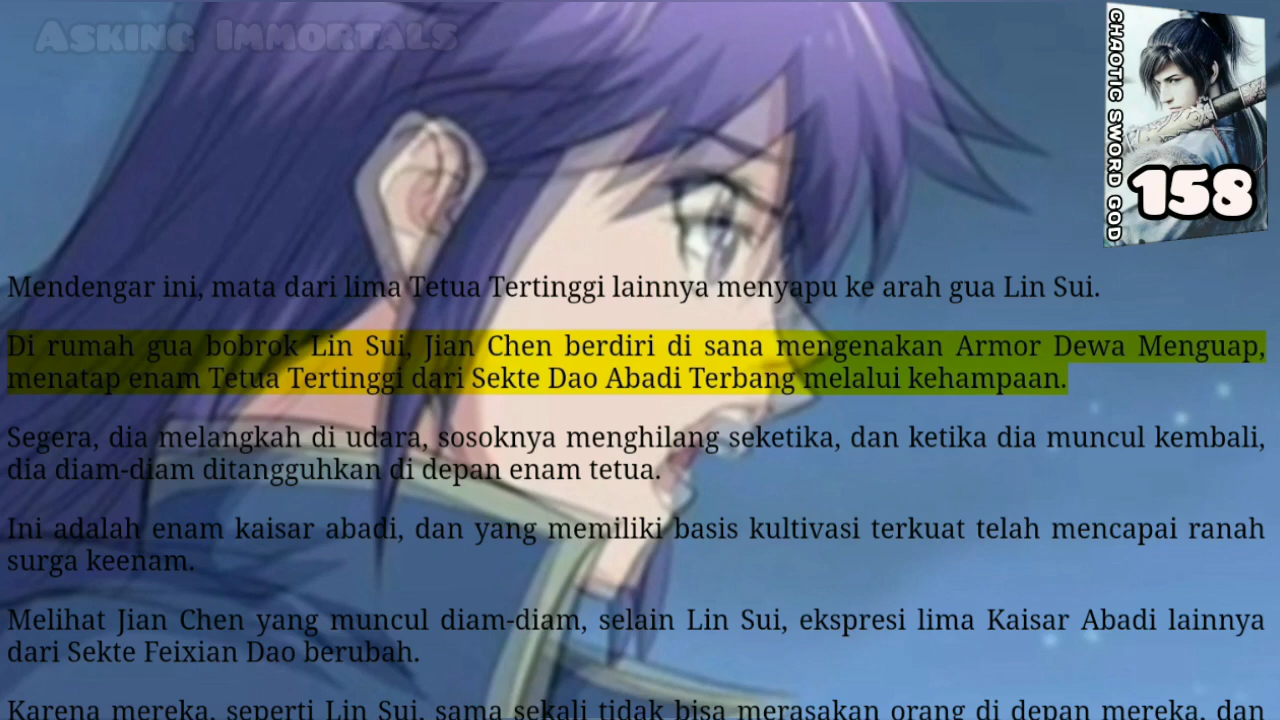 Asking Immortals
CHAOTIC SWORD GOD
158
Mendengar ini, mata dari lima Tetua Tertinggi lainnya menyapu ke arah gua Lin Sui.
Di rumah gua bobrok Lin Sui, Jian Chen berdiri di sana mengenakan Armor Dewa Menguap,
menatap enam Tetua Tertinggi dari Sekte Dao Abadi Terbang melalui kehampaan.
Segera, dia melangkah di udara, sosoknya menghilang seketika, dan ketika dia muncul kembali,
dia diam-diam ditangguhkan di depan enam tetua.
Ini adalah enam kaisar abadi, dan yang memiliki basis kultivasi terkuat telah mencapai ranah
surga keenam.
Melihat Jian Chen yang muncul diam-diam, selain Lin Sui, ekspresi lima Kaisar Abadi lainnya
dari Sekte Feixian Dao berubah.
Karena mereka, seperti Lin Sui, sama sekali tidak bisa merasakan orang di depan mereka, dan